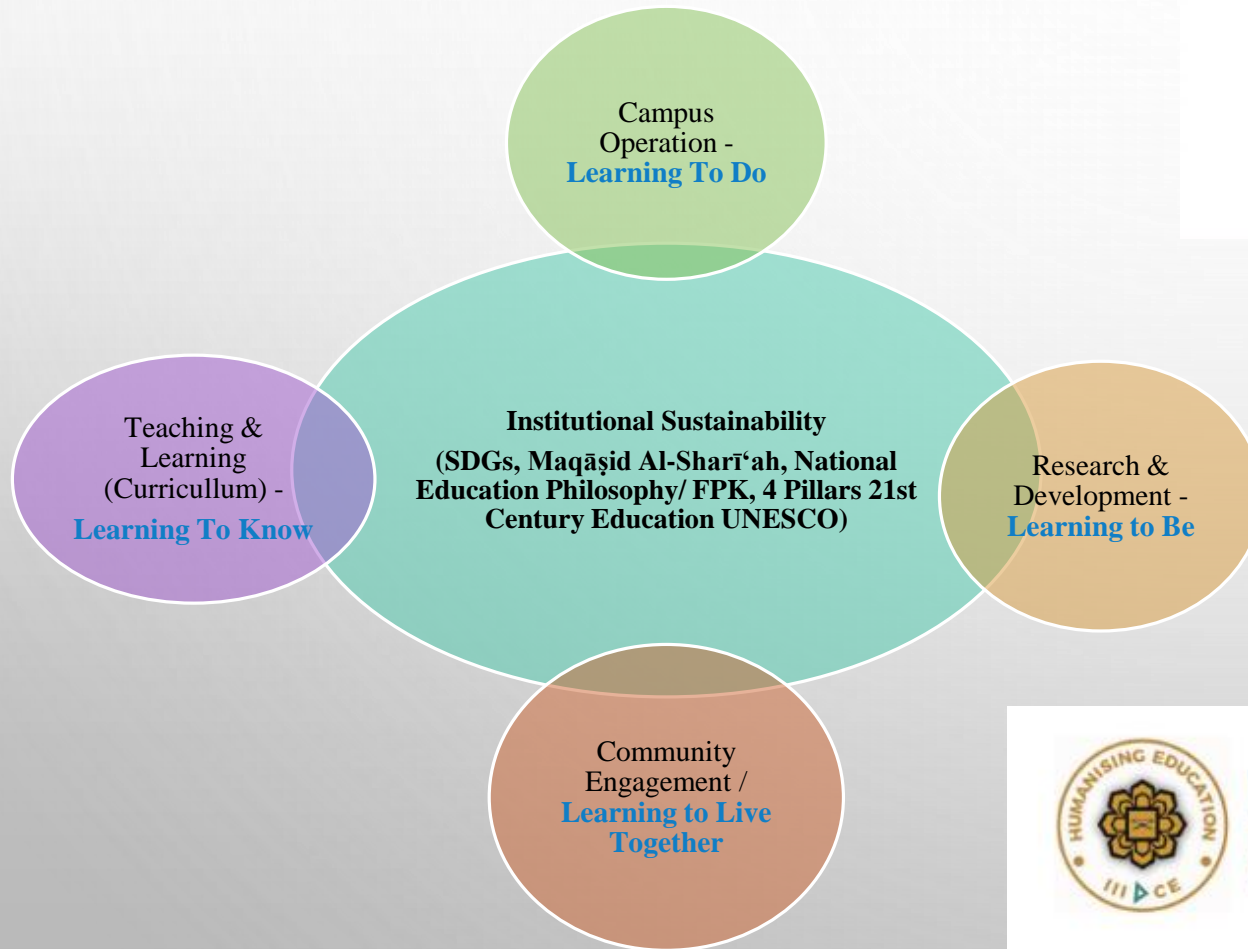 Campus
Operation -
Learning To Do
Teaching &
Learning
(Curricullum) -
Learning To Know
Institutional Sustainability
(SDGs, Maqāṣid Al-Sharī‘ah, National
Education Philosophy/ FPK, 4 Pillars 21st
Century Education UNESCO)
Research &
Development -
Learning to Be
Community
Engagement /
Learning to Live
Together
HUMANISING EDUCATION